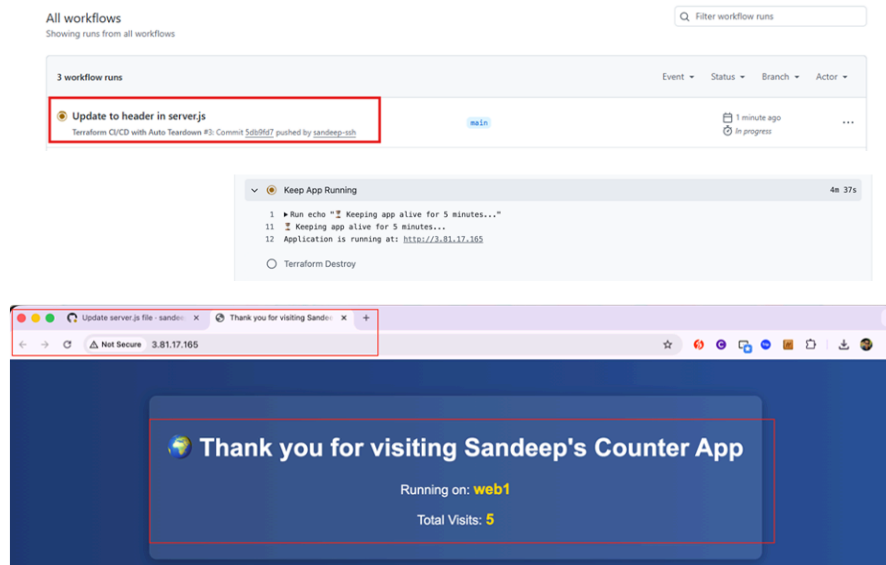 All workflows
Showing runs from all workflows
Filter workflow runs
3 workflow runs
Event Status Branch Actor
Update to header in server.js
Terraform CI/CD with Auto Teardown #3: Commit 5db9fd7 pushed by sandeep-ssh
main
1 minute ago
In progress
Keep App Running
4m 37s
1 Run echo "⏳ Keeping app alive for 5 minutes..."
11 ⏳ Keeping app alive for 5 minutes...
12 Application is running at: http://3.81.17.165
Terraform Destroy
Update server.js file · sandee
Thank you for visiting Sandee
Not Secure 3.81.17.165
🌍 Thank you for visiting Sandeep's Counter App
Running on: web1
Total Visits: 5